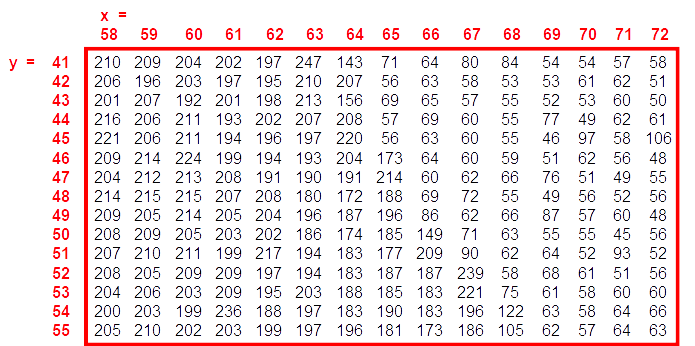 x =
58 59 60 61 62 63 64 65 66 67 68 69 70 71 72
y = 41 210 209 204 202 197 247 143 71 64 80 84 54 54 57 58
42 206 196 203 197 195 210 207 56 63 58 53 53 61 62 51
43 201 207 192 201 198 213 156 69 65 57 55 52 53 60 50
44 216 206 211 193 202 207 208 57 69 60 55 77 49 62 61
45 221 206 211 194 196 197 220 56 63 60 55 46 97 58 106
46 209 214 224 199 194 193 204 173 64 60 59 51 62 56 48
47 204 212 213 208 191 190 191 214 60 62 66 76 51 49 55
48 214 215 215 207 208 180 172 188 69 72 55 49 56 52 56
49 209 205 214 205 204 196 187 196 86 62 66 87 57 60 48
50 208 209 205 203 202 186 174 185 149 71 63 55 55 45 56
51 207 210 211 199 217 194 183 177 209 90 62 64 52 93 52
52 208 205 209 209 197 194 183 187 187 239 58 68 61 51 56
53 204 206 203 209 195 203 188 185 183 221 75 61 58 60 60
54 200 203 199 236 188 197 183 190 183 196 122 63 58 64 66
55 205 210 202 203 199 197 196 181 173 186 105 62 57 64 63